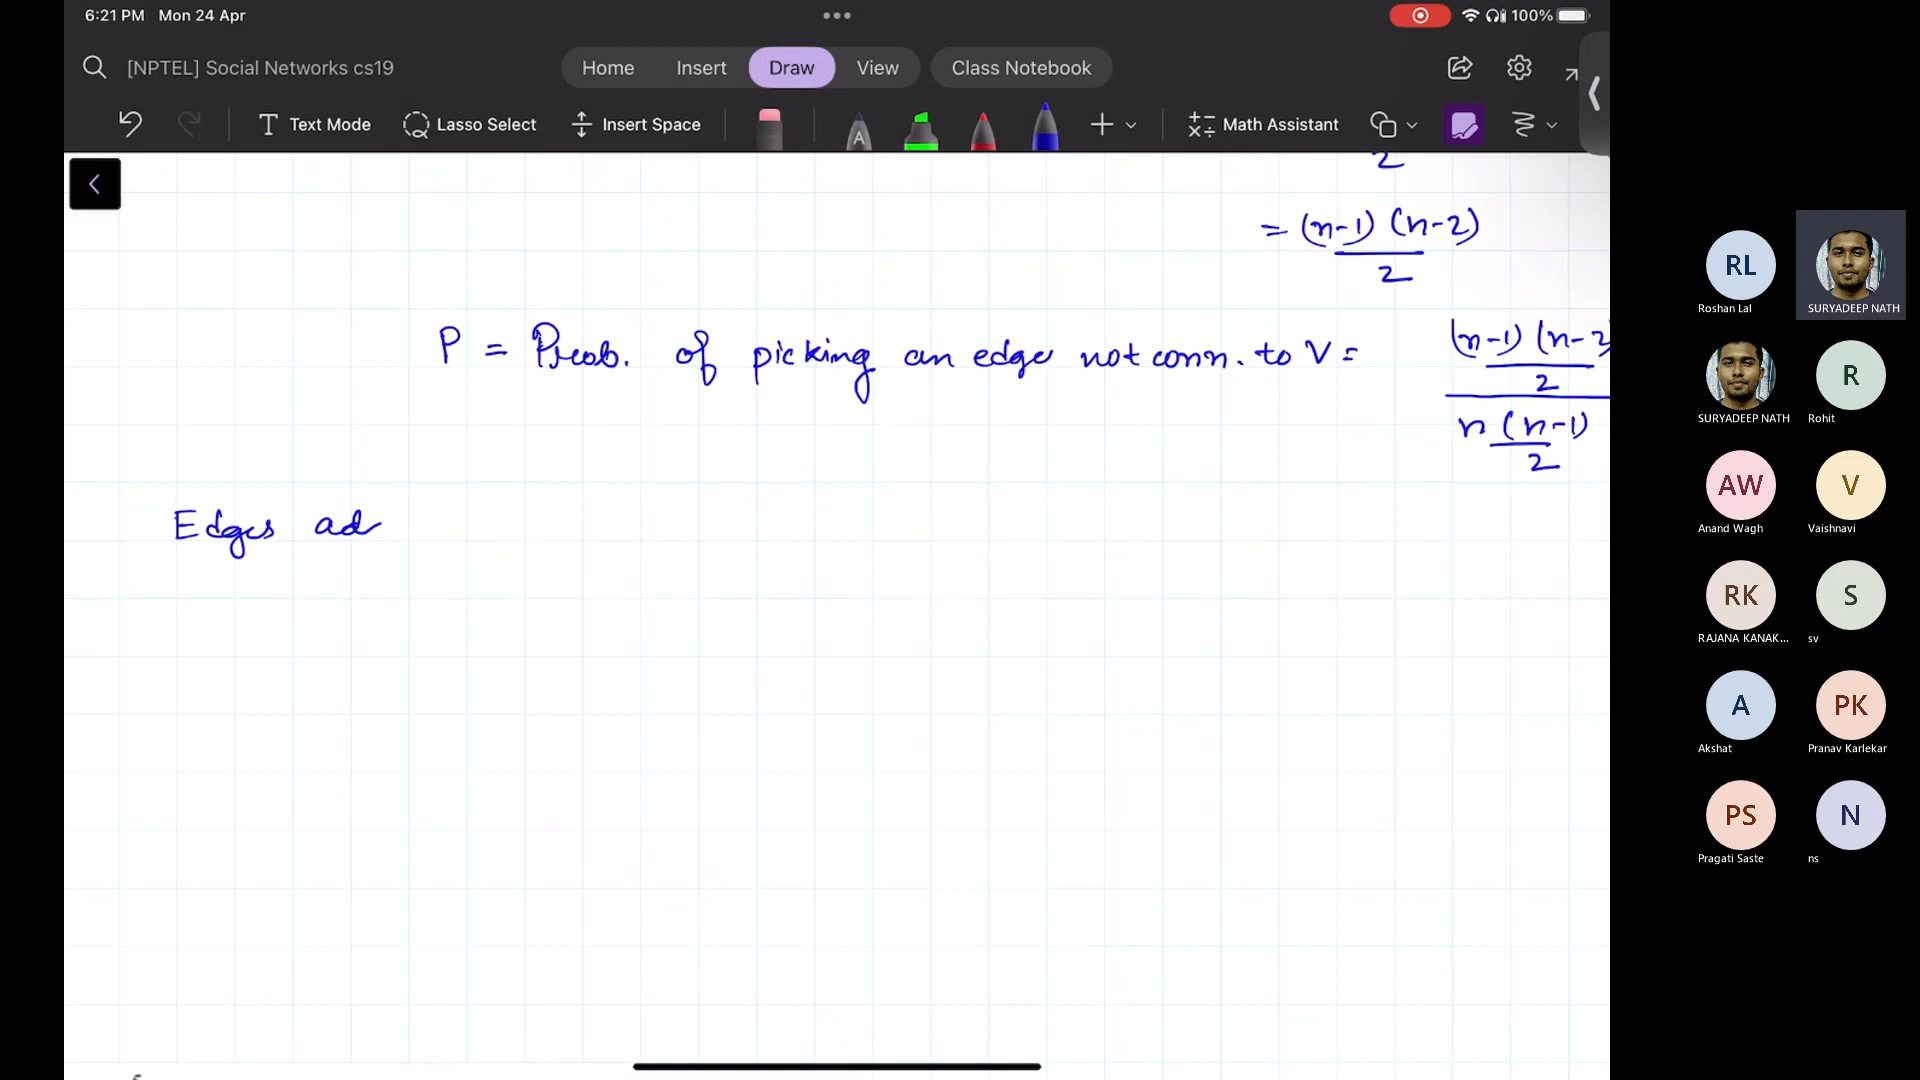 6:21 PM Mon 24 Apr
100%
[NPTEL] Social Networks cs19
Home Insert Draw View Class Notebook
Text Mode Lasso Select Insert Space A Math Assistant
2
= (n-1) (n-2)
2
P = Prob. of picking an edge not conn. to V =
(n-1) (n-2)
2
n (n-1)
2
Edges ad
RL
Roshan Lal
SURYADEEP NATH
SURYADEEP NATH
R
Rohit
AW
Anand Wagh
V
Vaishnavi
RK
RAJANA KANAK...
S
sv
A
Akshat
PK
Pranav Karlekar
PS
Pragati Saste
N
ns